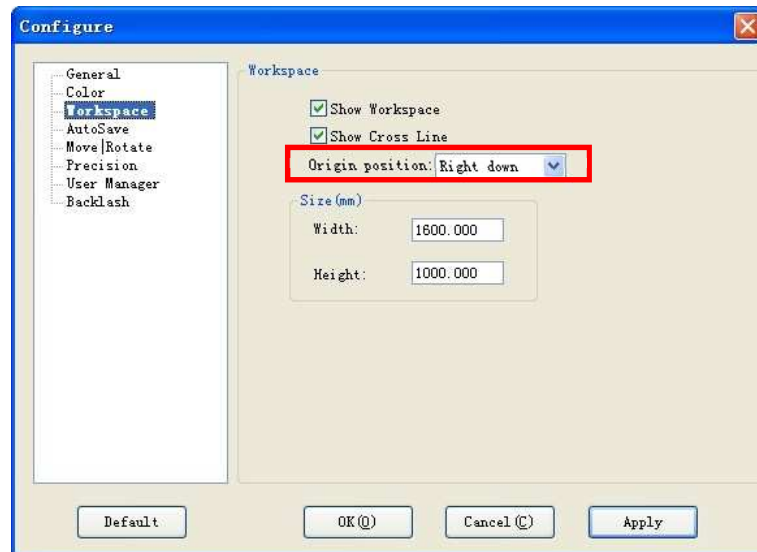 Configure
General
Color
Workspace
AutoSave
Move|Rotate
Precision
User Manager
Backlash
Workspace
Show Workspace
Show Cross Line
Origin position: Right down
Size(mm)
Width: 1600.000
Height: 1000.000
Default
OK(O)
Cancel(C)
Apply